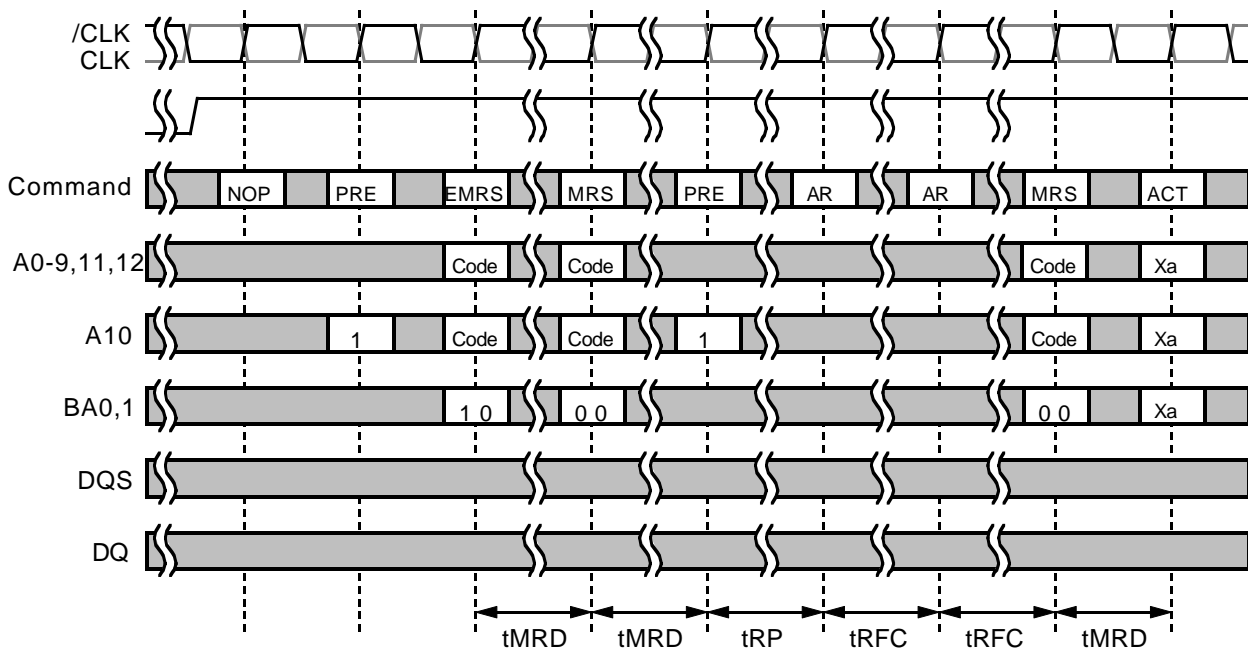 /CLK
CLK
Command NOP PRE EMRS MRS PRE AR AR MRS ACT
A0-9,11,12 Code Code Code Xa
A10 1 Code Code 1 Code Xa
BA0,1 1 0 0 0 0 0 Xa
DQS
DQ
tMRD tMRD tRP tRFC tRFC tMRD